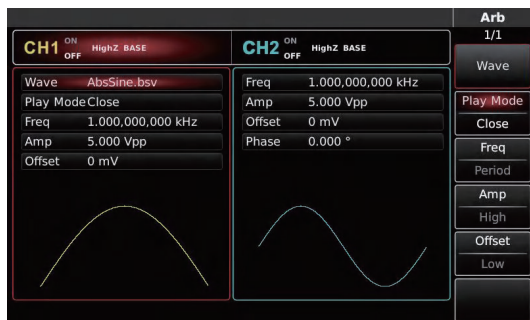 Arb
1/1
CH1 ON OFF HighZ BASE
CH2 ON OFF HighZ BASE
Wave AbsSine.bsv
Play Mode Close
Freq 1.000,000,000 kHz
Amp 5.000 Vpp
Offset 0 mV
Freq 1.000,000,000 kHz
Amp 5.000 Vpp
Offset 0 mV
Phase 0.000 °
Wave
Play Mode
Close
Freq
Period
Amp
High
Offset
Low